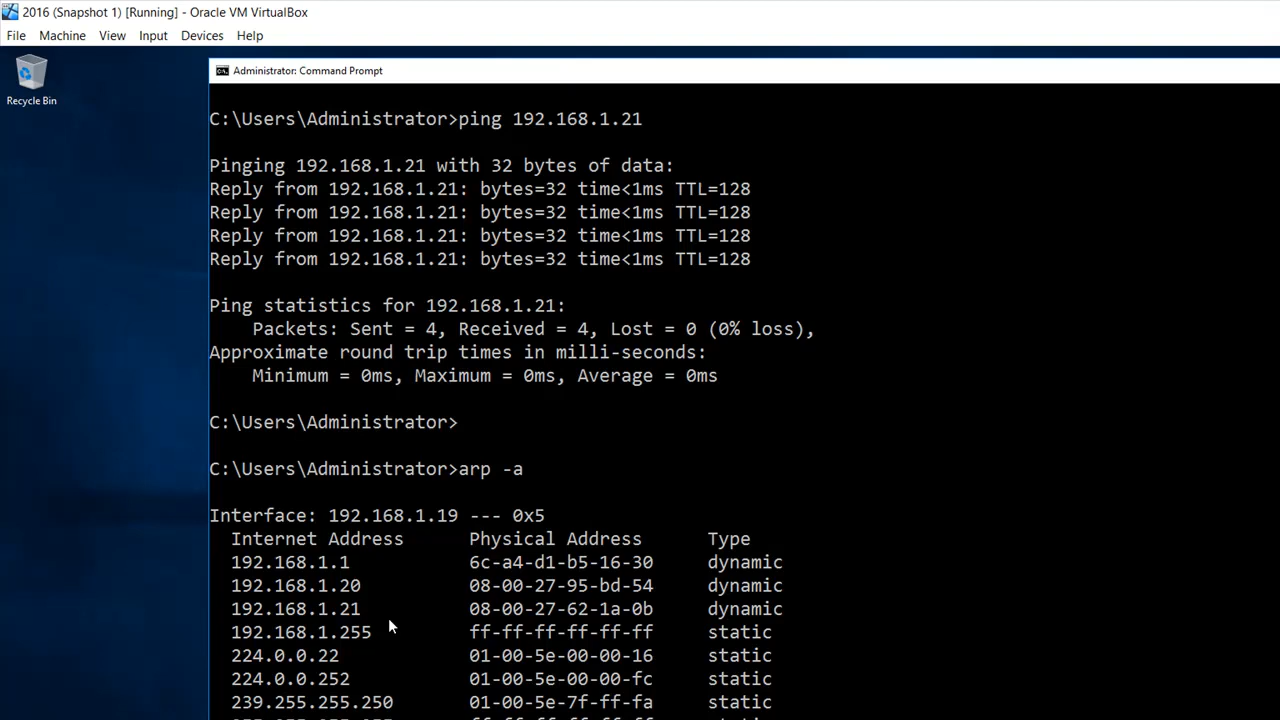 2016 (Snapshot 1) [Running] - Oracle VM VirtualBox
File Machine View Input Devices Help
Recycle Bin
Administrator: Command Prompt
C:\Users\Administrator>ping 192.168.1.21
Pinging 192.168.1.21 with 32 bytes of data:
Reply from 192.168.1.21: bytes=32 time<1ms TTL=128
Reply from 192.168.1.21: bytes=32 time<1ms TTL=128
Reply from 192.168.1.21: bytes=32 time<1ms TTL=128
Reply from 192.168.1.21: bytes=32 time<1ms TTL=128
Ping statistics for 192.168.1.21:
Packets: Sent = 4, Received = 4, Lost = 0 (0% loss),
Approximate round trip times in milli-seconds:
Minimum = 0ms, Maximum = 0ms, Average = 0ms
C:\Users\Administrator>
C:\Users\Administrator>arp -a
Interface: 192.168.1.19 --- 0x5
Internet Address Physical Address Type
192.168.1.1 6c-a4-d1-b5-16-30 dynamic
192.168.1.20 08-00-27-95-bd-54 dynamic
192.168.1.21 08-00-27-62-1a-0b dynamic
192.168.1.255 ff-ff-ff-ff-ff-ff static
224.0.0.22 01-00-5e-00-00-16 static
224.0.0.252 01-00-5e-00-00-fc static
239.255.255.250 01-00-5e-7f-ff-fa static